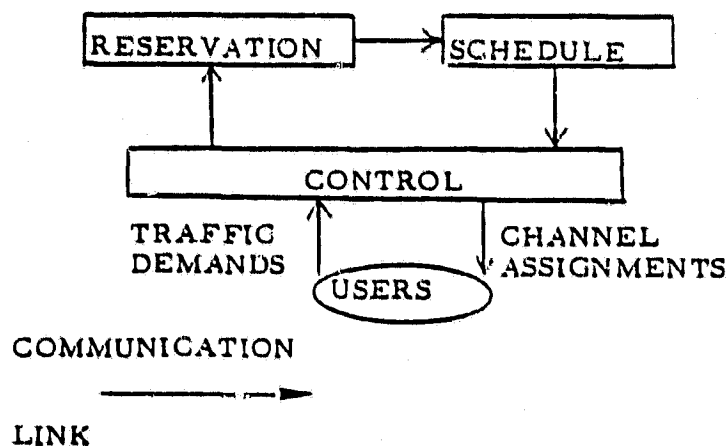 RESERVATION
SCHEDULE
CONTROL
TRAFFIC
DEMANDS
CHANNEL
ASSIGNMENTS
USERS
COMMUNICATION
LINK